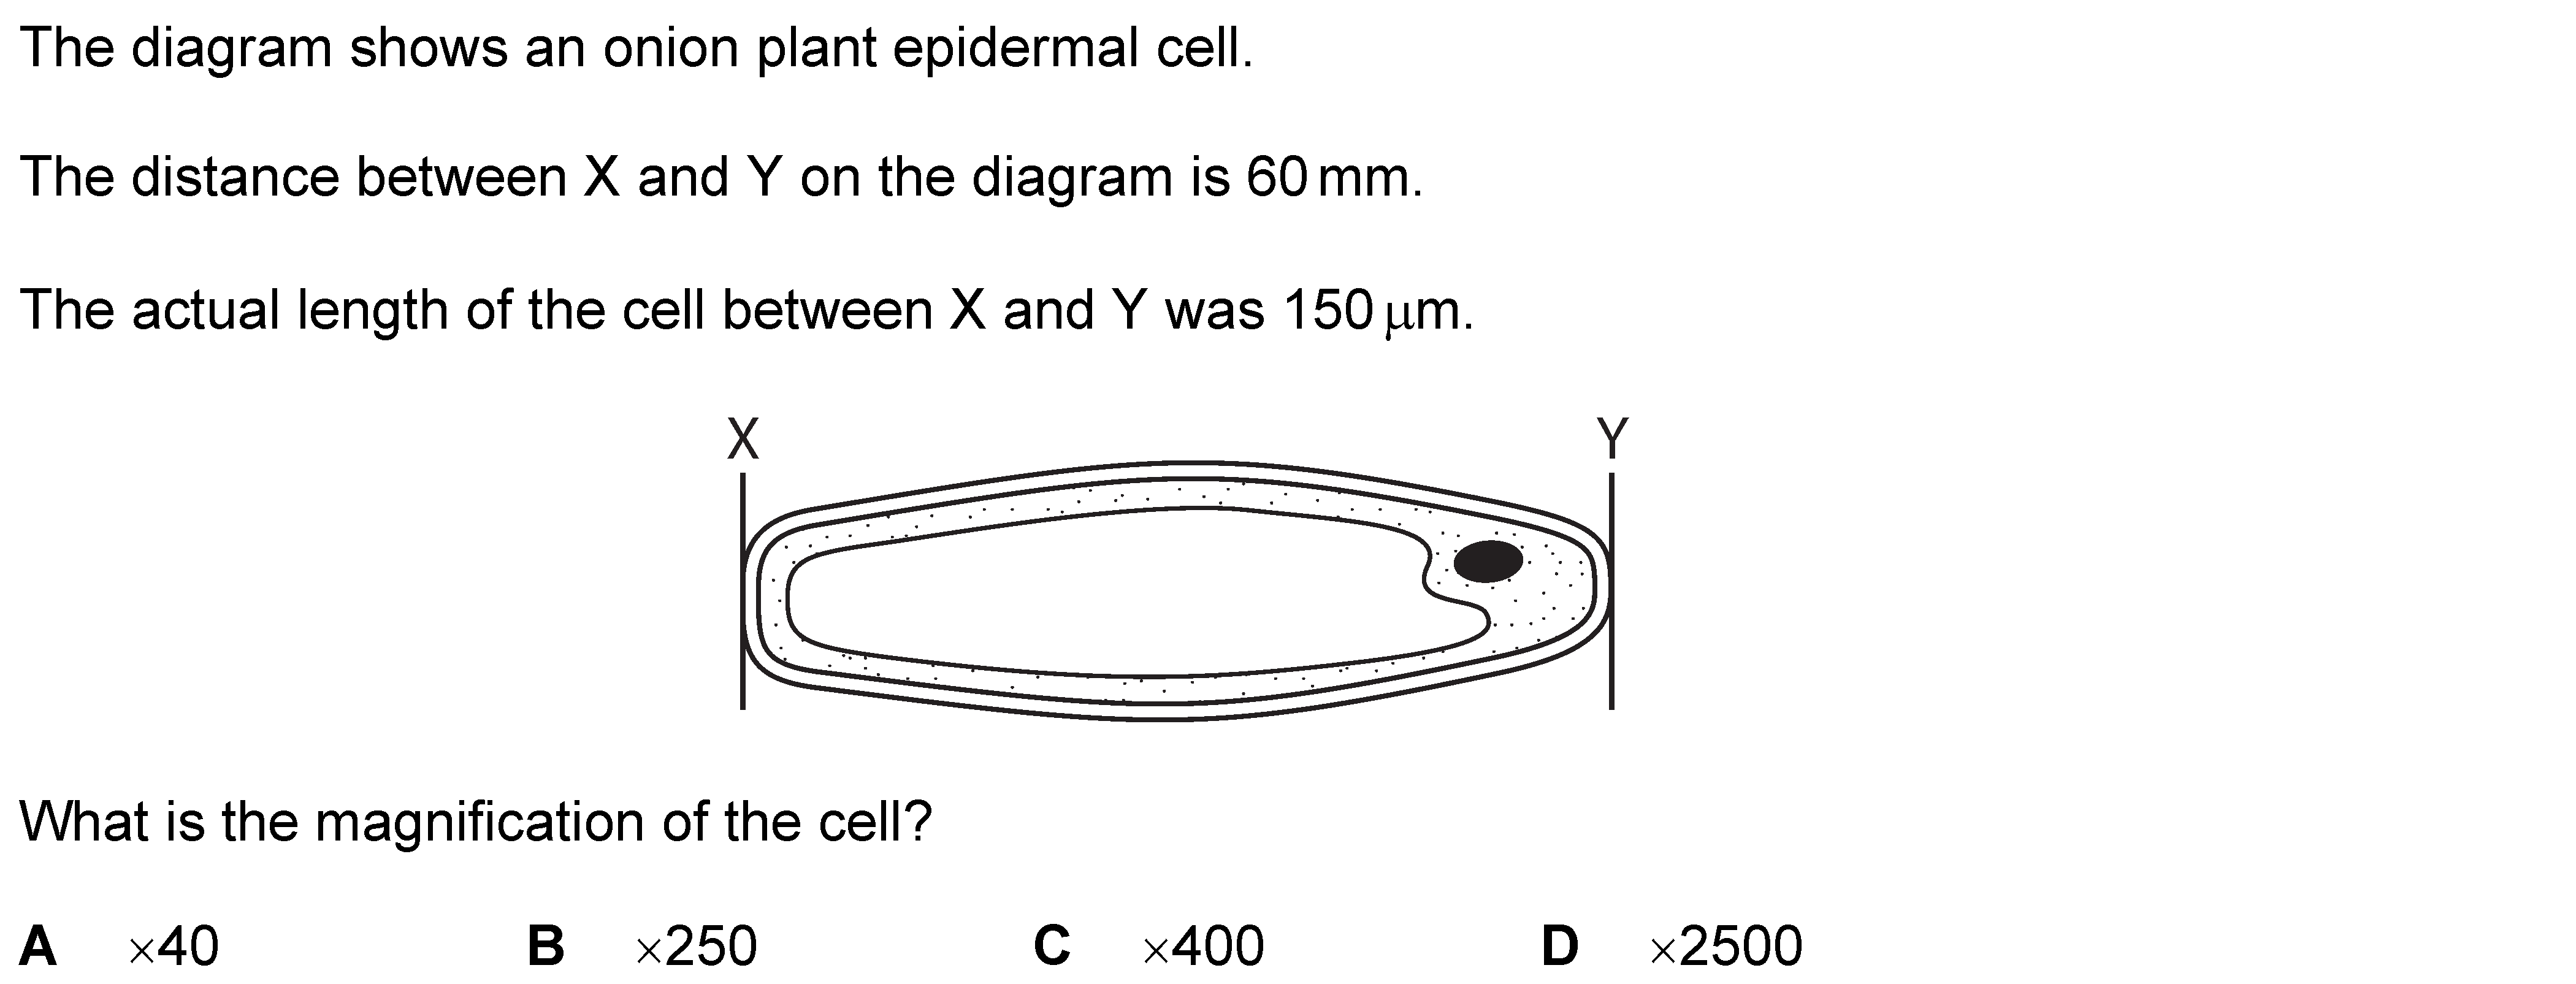 The diagram shows an onion plant epidermal cell.
The distance between X and Y on the diagram is 60 mm.
The actual length of the cell between X and Y was 150 μm.
X Y
What is the magnification of the cell?
A ×40 B ×250 C ×400 D ×2500